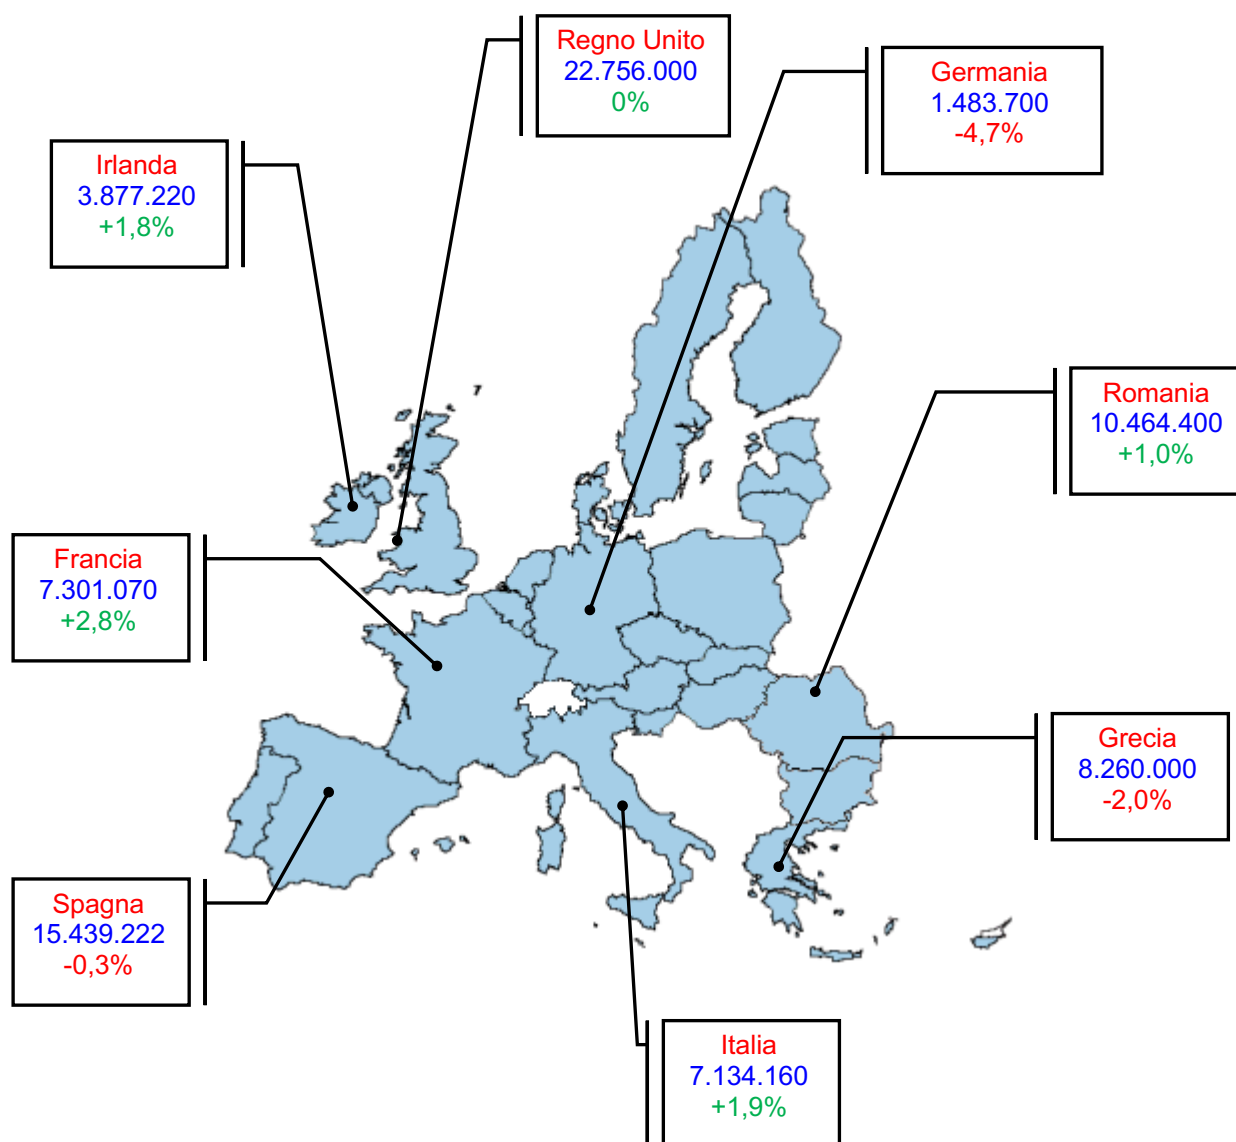 Regno Unito
22.756.000
0%
Germania
1.483.700
-4,7%
Irlanda
3.877.220
+1,8%
Romania
10.464.400
+1,0%
Francia
7.301.070
+2,8%
Grecia
8.260.000
-2,0%
Spagna
15.439.222
-0,3%
Italia
7.134.160
+1,9%